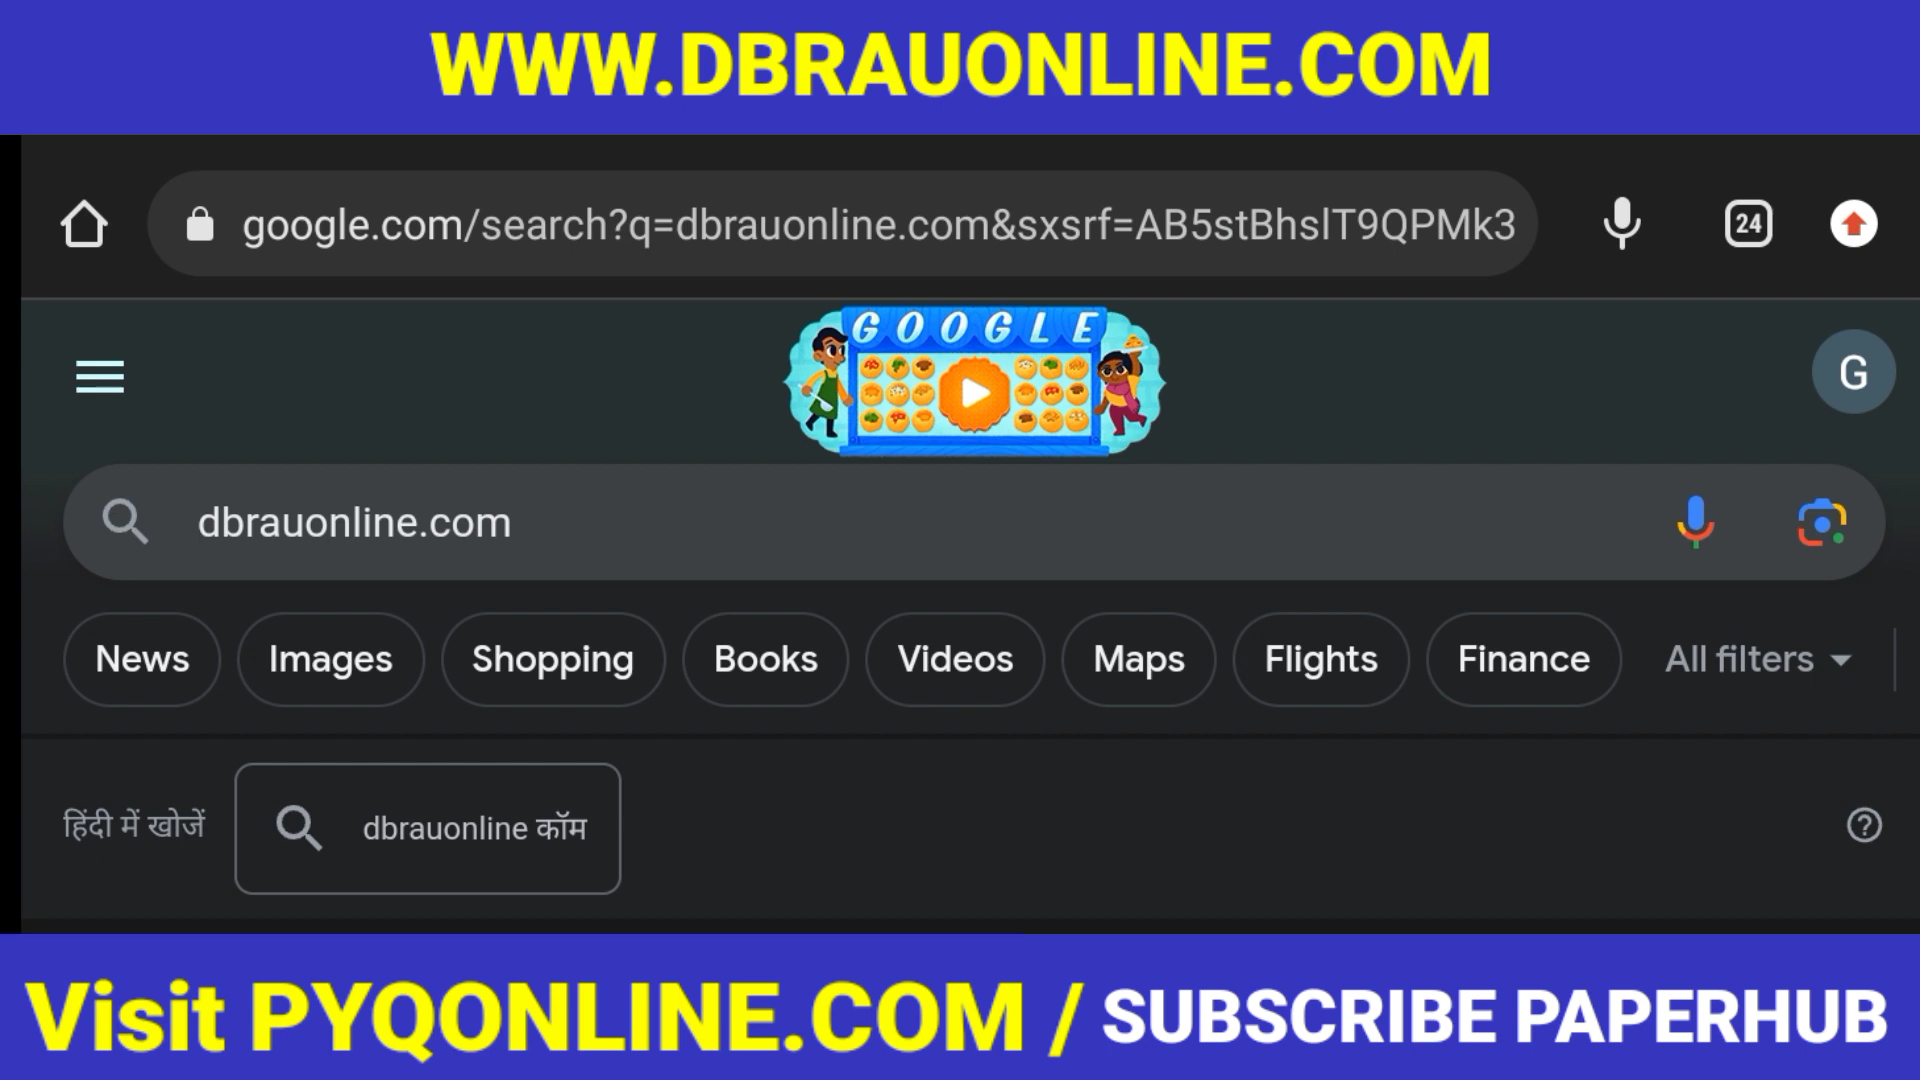 WWW.DBRAUONLINE.COM
google.com/search?q=dbrauonline.com&sxsrf=AB5stBhslT9QPMk3
24
GOOGLE
G
dbrauonline.com
News Images Shopping Books Videos Maps Flights Finance All filters
हिंदी में खोजें dbrauonline कॉम
Visit PYQONLINE.COM / SUBSCRIBE PAPERHUB